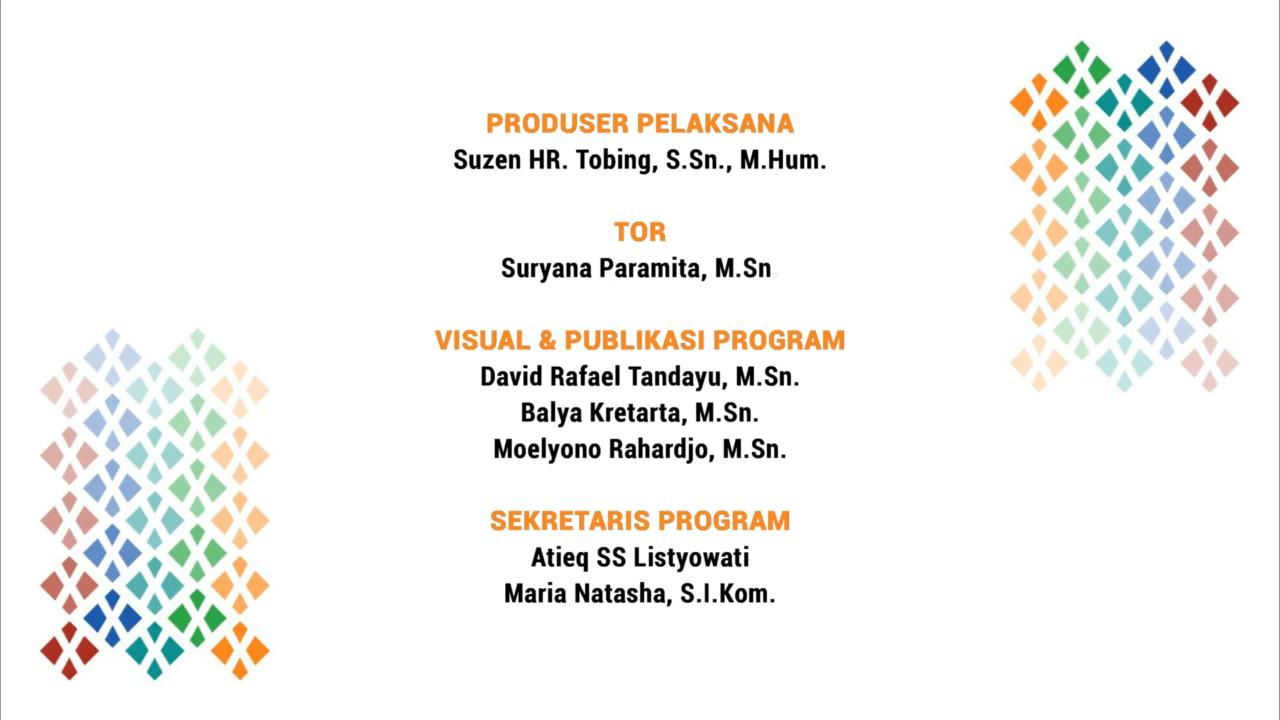 PRODUSER PELAKSANA
Suzen HR. Tobing, S.Sn., M.Hum.
TOR
Suryana Paramita, M.Sn
VISUAL & PUBLIKASI PROGRAM
David Rafael Tandayu, M.Sn.
Balya Kretarta, M.Sn.
Moelyono Rahardjo, M.Sn.
SEKRETARIS PROGRAM
Atieq SS Listyowati
Maria Natasha, S.I.Kom.